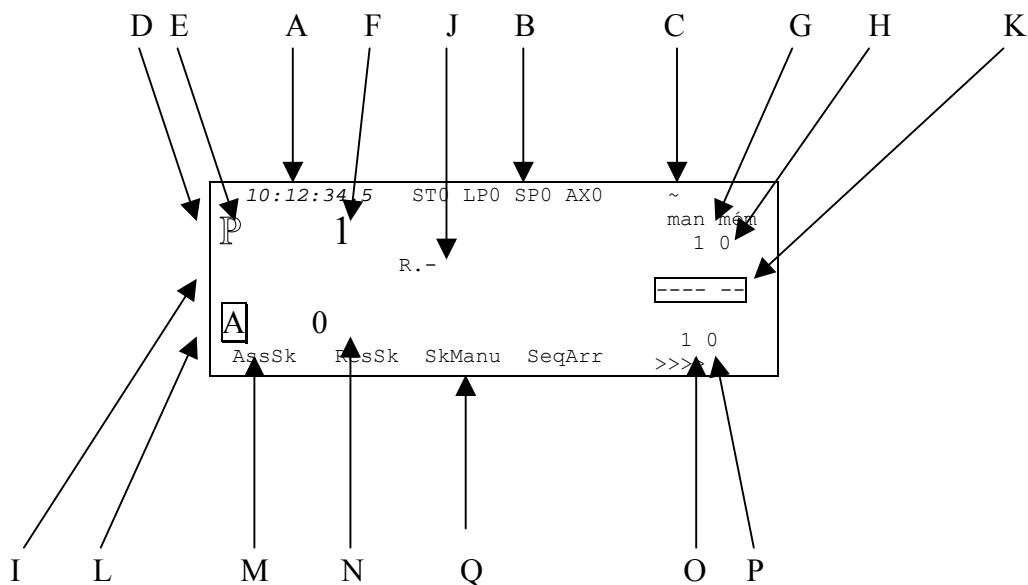 D E A F J B C G H K
10:12:34.5 ST0 LP0 SP0 AX0 ~
man mém
ℙ 1 1 0
R.-
---- --
A 0 1 0
AssSk ResSk SkManu SeqArr >>>>
I L M N Q O P